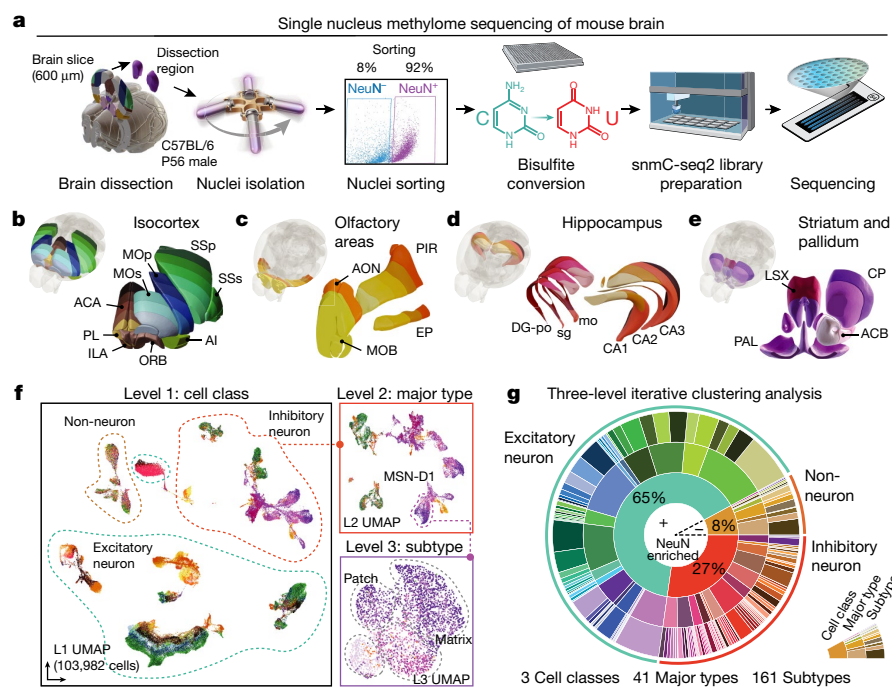 a
Single nucleus methylome sequencing of mouse brain
Brain slice
(600 μm)
Dissection
region
C57BL/6
P56 male
Brain dissection
Nuclei isolation
Sorting
8% 92%
NeuN– NeuN+
Nuclei sorting
C
NH2
N
N
H
O
O
NH
N
H
O
U
Bisulfite
conversion
snmC-seq2 library
preparation
Sequencing
b
Isocortex
MOp
MOs
SSp
SSs
ACA
PL
ILA
ORB
AI
c
Olfactory
areas
AON
PIR
EP
MOB
d
Hippocampus
DG-po
sg
mo
CA1
CA2
CA3
e
Striatum and
pallidum
LSX
CP
PAL
ACB
f
Level 1: cell class
Non-neuron
Inhibitory
neuron
Excitatory
neuron
L1 UMAP
(103,982 cells)
Level 2: major type
MSN-D1
L2 UMAP
Level 3: subtype
Patch
Matrix
L3 UMAP
g
Three-level iterative clustering analysis
Excitatory
neuron
Non-
neuron
Inhibitory
neuron
65%
8%
27%
+ –
NeuN
enriched
Cell class
Major type
Subtype
3 Cell classes 41 Major types 161 Subtypes